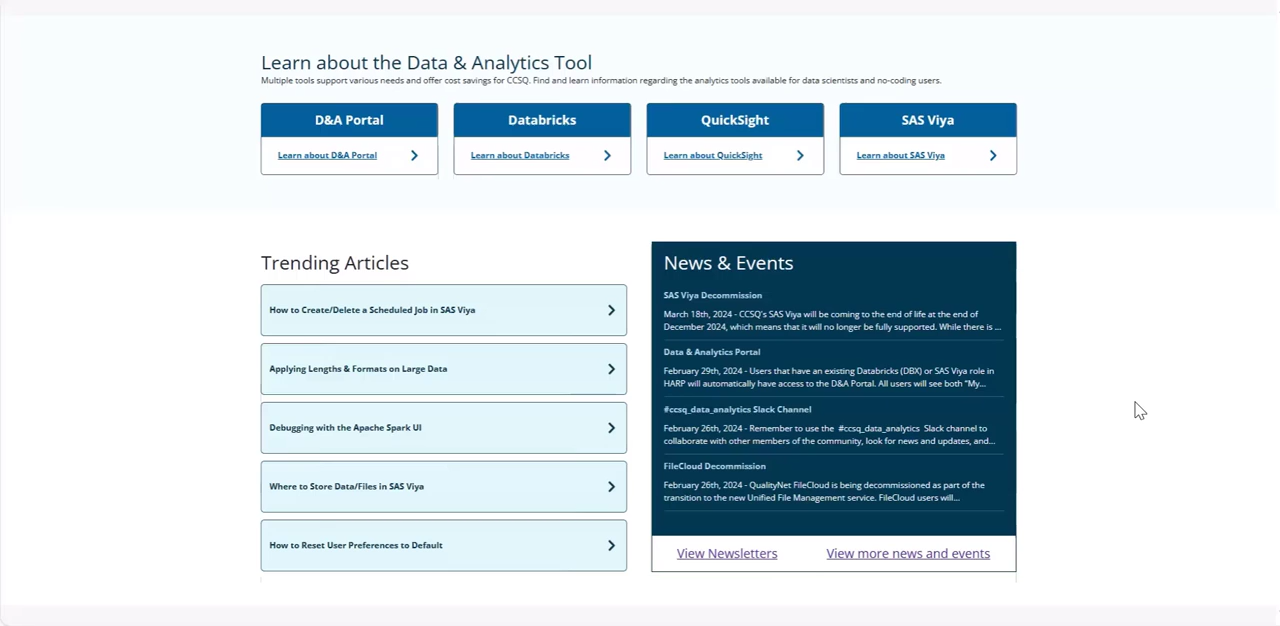 Learn about the Data & Analytics Tool
Multiple tools support various needs and offer cost savings for CCSQ. Find and learn information regarding the analytics tools available for data scientists and no-coding users.
D&A Portal
Learn about D&A Portal
Databricks
Learn about Databricks
QuickSight
Learn about QuickSight
SAS Viya
Learn about SAS Viya
Trending Articles
How to Create/Delete a Scheduled Job in SAS Viya
Applying Lengths & Formats on Large Data
Debugging with the Apache Spark UI
Where to Store Data/Files in SAS Viya
How to Reset User Preferences to Default
News & Events
SAS Viya Decommission
March 18th, 2024 - CCSQ's SAS Viya will be coming to the end of life at the end of
December 2024, which means that it will no longer be fully supported. While there is ...
Data & Analytics Portal
February 29th, 2024 - Users that have an existing Databricks (DBX) or SAS Viya role in
HARP will automatically have access to the D&A Portal. All users will see both "My...
#ccsq_data_analytics Slack Channel
February 26th, 2024 - Remember to use the #ccsq_data_analytics Slack channel to
collaborate with other members of the community, look for news and updates, and...
FileCloud Decommission
February 26th, 2024 - QualityNet FileCloud is being decommissioned as part of the
transition to the new Unified File Management service. FileCloud users will...
View Newsletters
View more news and events